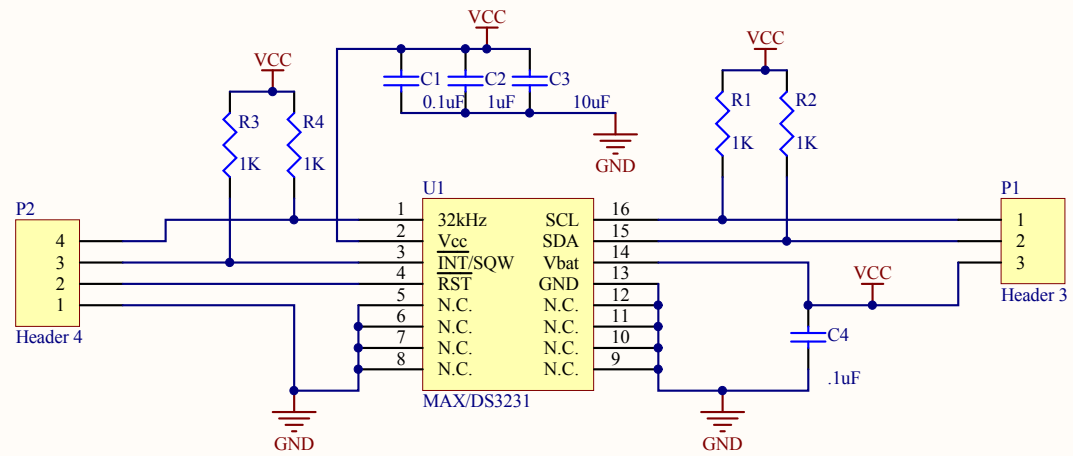 VCC
C1
C2
C3
0.1uF
1uF
10uF
GND
VCC
R3
1K
R4
1K
VCC
R1
1K
R2
1K
P2
4
3
2
1
Header 4
U1
1 32kHz SCL 16
2 Vcc SDA 15
3 INT/SQW Vbat 14
4 RST GND 13
5 N.C. N.C. 12
6 N.C. N.C. 11
7 N.C. N.C. 10
8 N.C. N.C. 9
MAX/DS3231
P1
1
2
3
Header 3
VCC
C4
.1uF
GND
GND